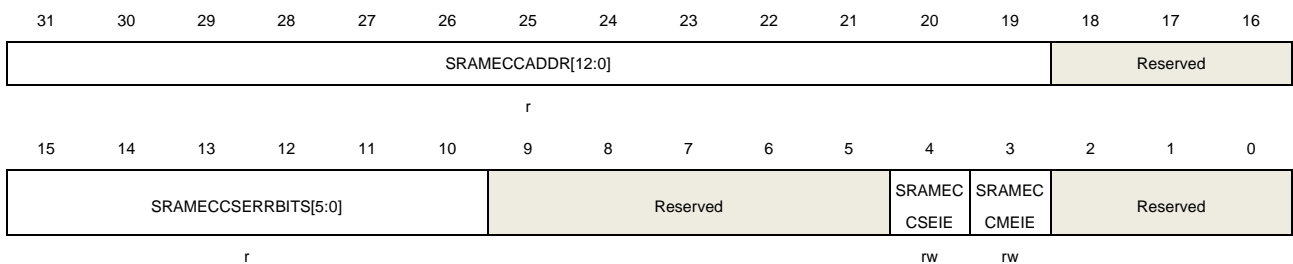 31 30 29 28 27 26 25 24 23 22 21 20 19 18 17 16
SRAMECCADDR[12:0] Reserved
r
15 14 13 12 11 10 9 8 7 6 5 4 3 2 1 0
SRAMECCSERRBITS[5:0] Reserved SRAMEC CSEIE SRAMEC CMEIE Reserved
r rw rw